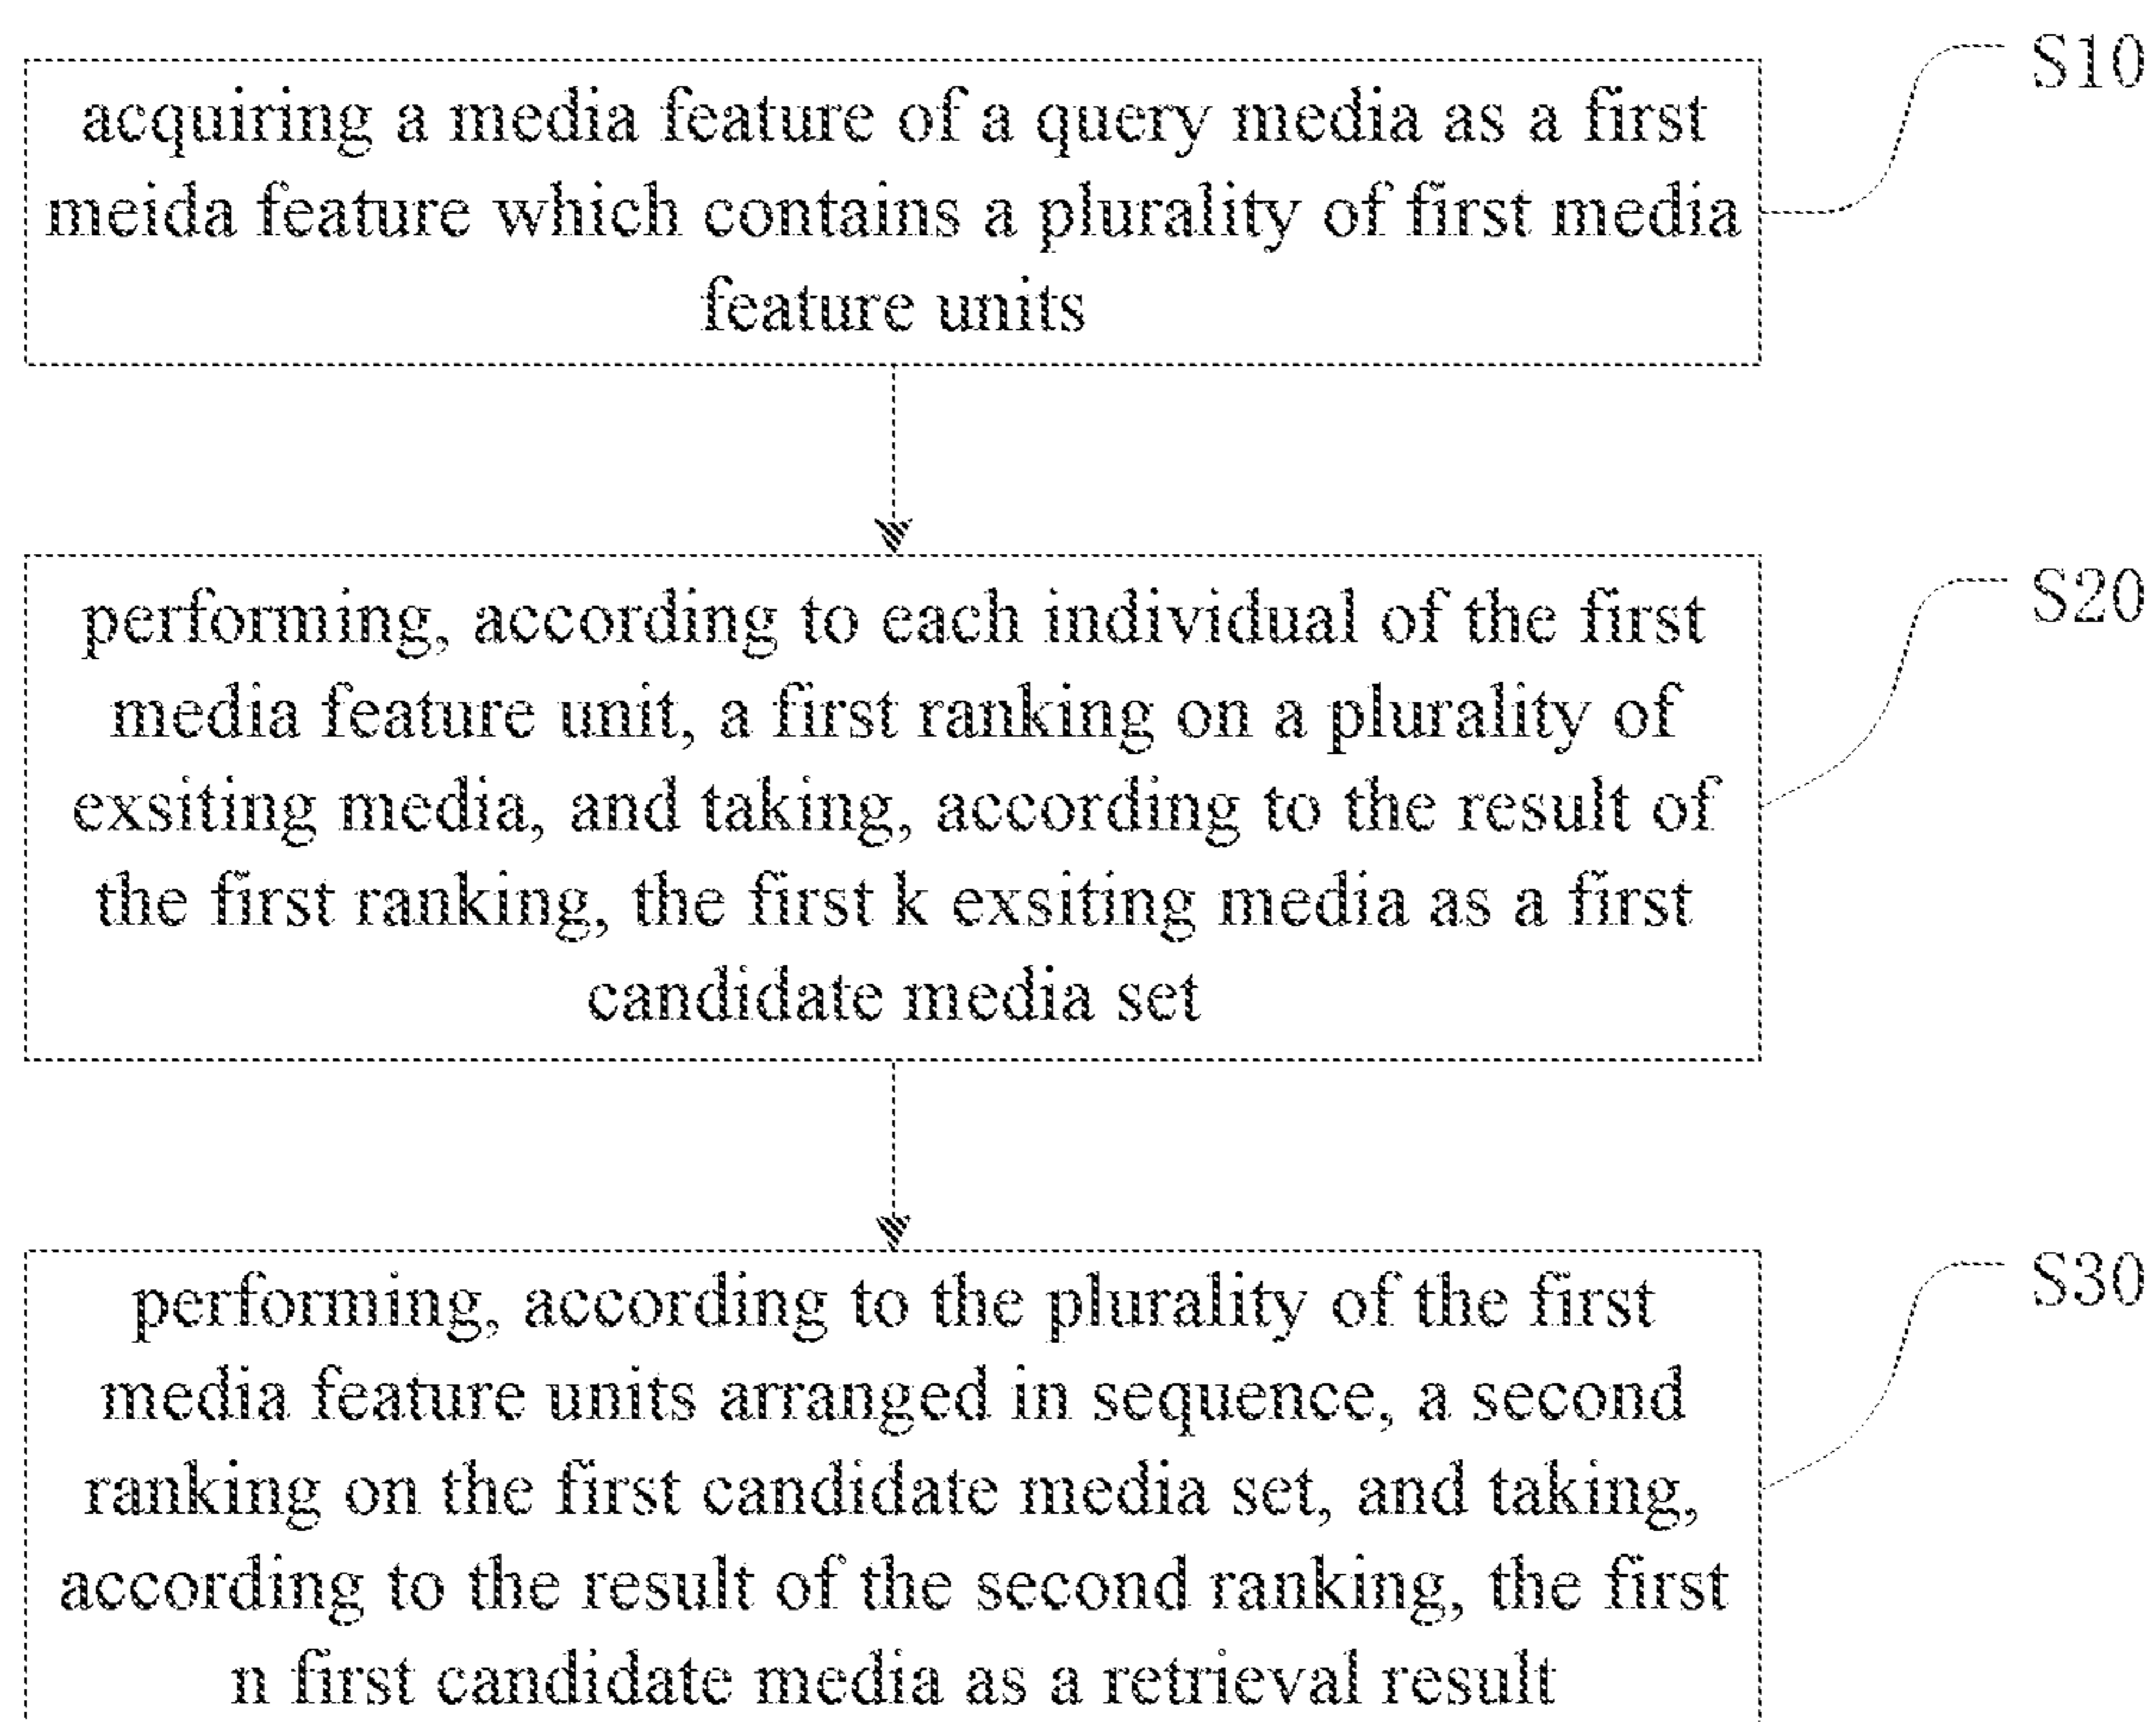 S10
acquiring a media feature of a query media as a first
meida feature which contains a plurality of first media
feature units
S20
performing, according to each individual of the first
media feature unit, a first ranking on a plurality of
exsiting media, and taking, according to the result of
the first ranking, the first k exsiting media as a first
candidate media set
S30
performing, according to the plurality of the first
media feature units arranged in sequence, a second
ranking on the first candidate media set, and taking,
according to the result of the second ranking, the first
n first candidate media as a retrieval result